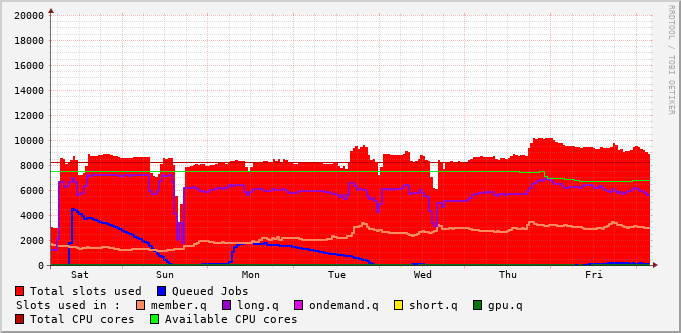 20000
18000
16000
14000
12000
10000
8000
6000
4000
2000
0
Sat Sun Mon Tue Wed Thu Fri
RRDTOOL / TOBI OETIKER
Total slots used Queued Jobs
Slots used in : member.q long.q ondemand.q short.q gpu.q
Total CPU cores Available CPU cores